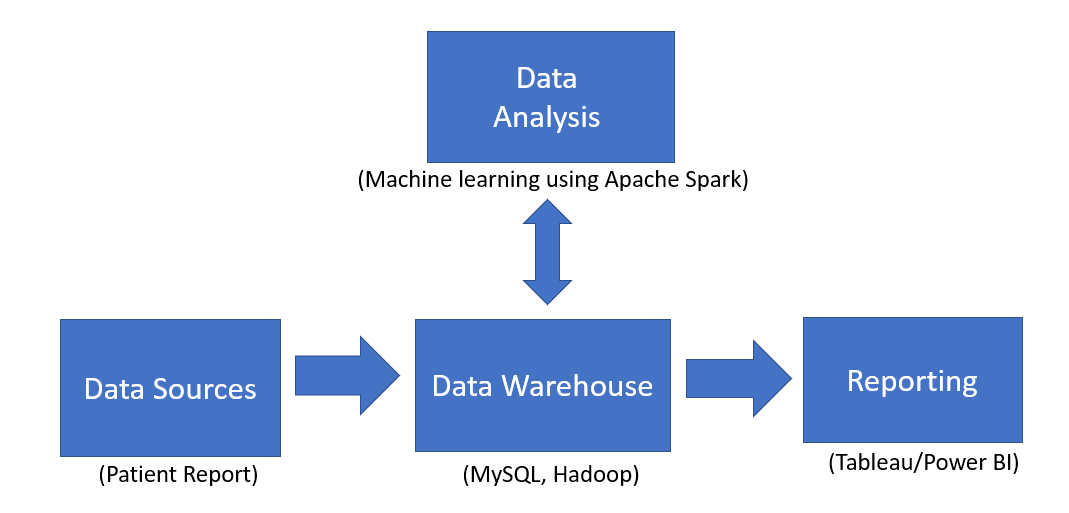 Data
Analysis
(Machine learning using Apache Spark)
Data Sources
(Patient Report)
Data Warehouse
(MySQL, Hadoop)
Reporting
(Tableau/Power BI)